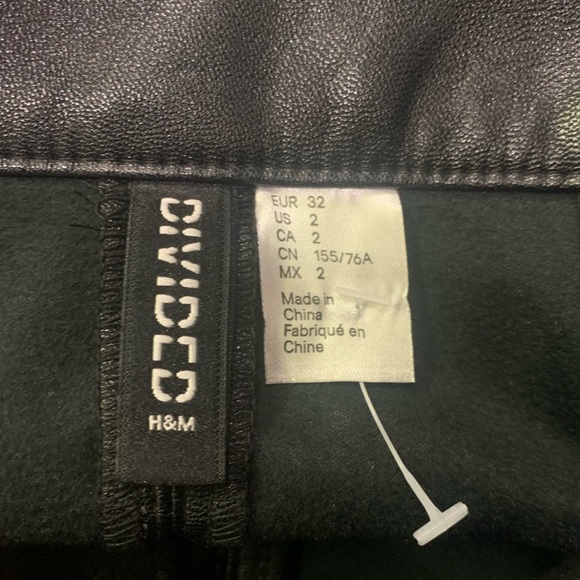 DIVIDED
H&M
EUR 32
US 2
CA 2
CN 155/76A
MX 2
Made in
China
Fabriqué en
Chine